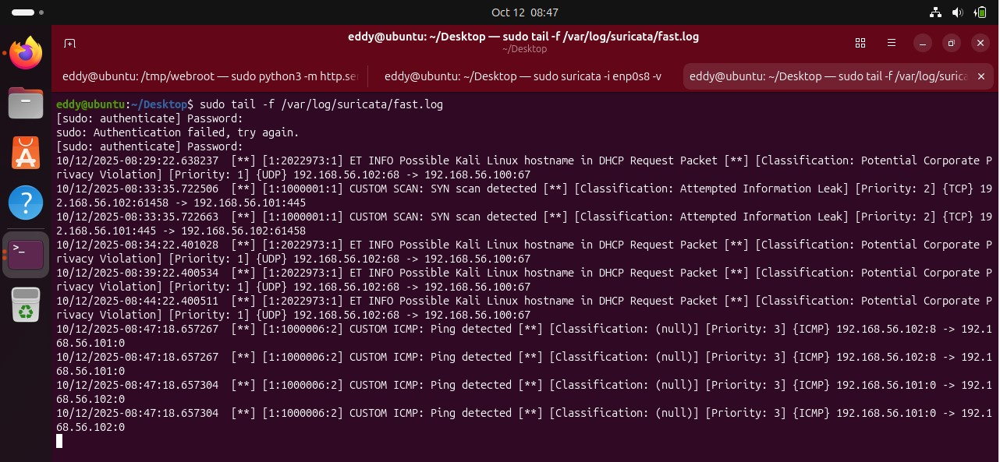 Oct 12 08:47
eddy@ubuntu: ~/Desktop — sudo tail -f /var/log/suricata/fast.log
~/Desktop
eddy@ubuntu: /tmp/webroot — sudo python3 -m http.se
eddy@ubuntu: ~/Desktop — sudo suricata -i enp0s8 -v
eddy@ubuntu: ~/Desktop — sudo tail -f /var/log/surica
eddy@ubuntu:~/Desktop$ sudo tail -f /var/log/suricata/fast.log
[sudo: authenticate] Password:
sudo: Authentication failed, try again.
[sudo: authenticate] Password:
10/12/2025-08:29:22.638237  [**] [1:2022973:1] ET INFO Possible Kali Linux hostname in DHCP Request Packet [**] [Classification: Potential Corporate P
rivacy Violation] [Priority: 1] {UDP} 192.168.56.102:68 -> 192.168.56.100:67
10/12/2025-08:33:35.722506  [**] [1:1000001:1] CUSTOM SCAN: SYN scan detected [**] [Classification: Attempted Information Leak] [Priority: 2] {TCP} 19
2.168.56.102:61458 -> 192.168.56.101:445
10/12/2025-08:33:35.722663  [**] [1:1000001:1] CUSTOM SCAN: SYN scan detected [**] [Classification: Attempted Information Leak] [Priority: 2] {TCP} 19
2.168.56.101:445 -> 192.168.56.102:61458
10/12/2025-08:34:22.401028  [**] [1:2022973:1] ET INFO Possible Kali Linux hostname in DHCP Request Packet [**] [Classification: Potential Corporate P
rivacy Violation] [Priority: 1] {UDP} 192.168.56.102:68 -> 192.168.56.100:67
10/12/2025-08:39:22.400534  [**] [1:2022973:1] ET INFO Possible Kali Linux hostname in DHCP Request Packet [**] [Classification: Potential Corporate P
rivacy Violation] [Priority: 1] {UDP} 192.168.56.102:68 -> 192.168.56.100:67
10/12/2025-08:44:22.400511  [**] [1:2022973:1] ET INFO Possible Kali Linux hostname in DHCP Request Packet [**] [Classification: Potential Corporate P
rivacy Violation] [Priority: 1] {UDP} 192.168.56.102:68 -> 192.168.56.100:67
10/12/2025-08:47:18.657267  [**] [1:1000006:2] CUSTOM ICMP: Ping detected [**] [Classification: (null)] [Priority: 3] {ICMP} 192.168.56.102:8 -> 192.1
68.56.101:0
10/12/2025-08:47:18.657267  [**] [1:1000006:2] CUSTOM ICMP: Ping detected [**] [Classification: (null)] [Priority: 3] {ICMP} 192.168.56.102:8 -> 192.1
68.56.101:0
10/12/2025-08:47:18.657304  [**] [1:1000006:2] CUSTOM ICMP: Ping detected [**] [Classification: (null)] [Priority: 3] {ICMP} 192.168.56.101:0 -> 192.1
68.56.102:0
10/12/2025-08:47:18.657304  [**] [1:1000006:2] CUSTOM ICMP: Ping detected [**] [Classification: (null)] [Priority: 3] {ICMP} 192.168.56.101:0 -> 192.1
68.56.102:0